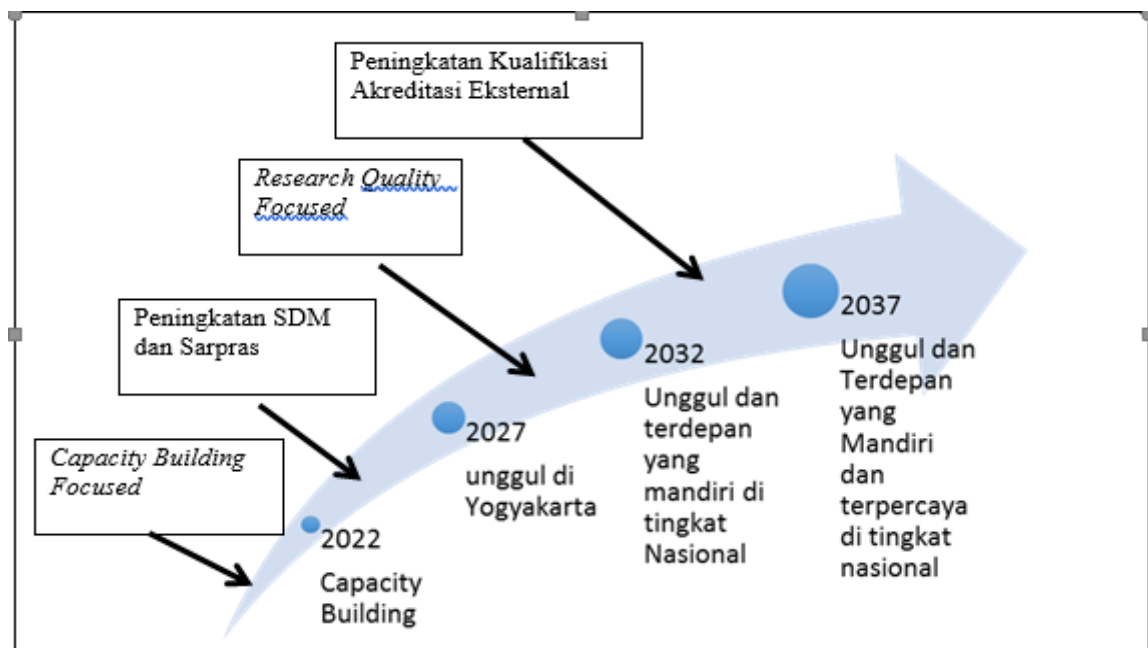 Peningkatan Kualifikasi
Akreditasi Eksternal
Research Quality
Focused
Peningkatan SDM
dan Sarpras
Capacity Building
Focused
2022
Capacity
Building
2027
unggul di
Yogyakarta
2032
Unggul dan
terdepan
yang
mandiri di
tingkat
Nasional
2037
Unggul dan
Terdepan
yang
Mandiri
dan
terpercaya
di tingkat
nasional